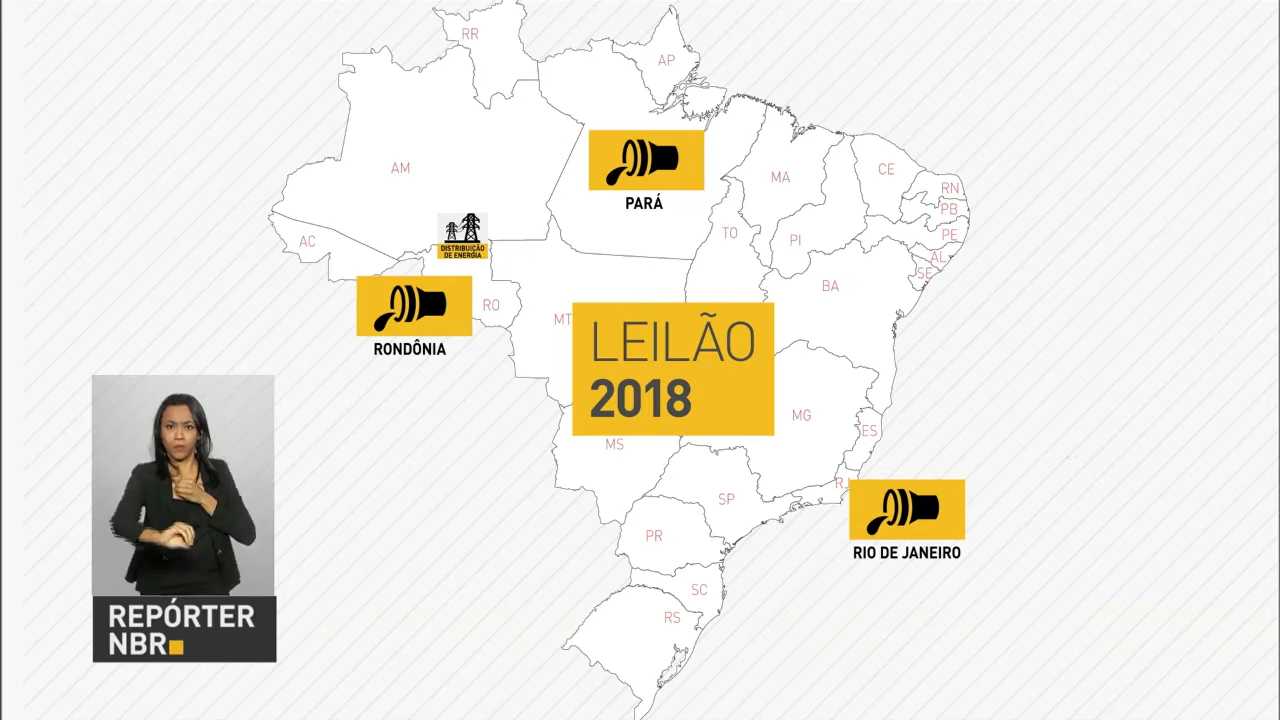 RR
AP
AM
PARÁ
MA
CE
RN
PB
PE
AL
SE
TO
PI
BA
AC
DISTRIBUIÇÃO
DE ENERGIA
RO
RONDÔNIA
MT
LEILÃO
2018
MG
ES
MS
RJ
SP
RIO DE JANEIRO
PR
SC
RS
REPÓRTER
NBR